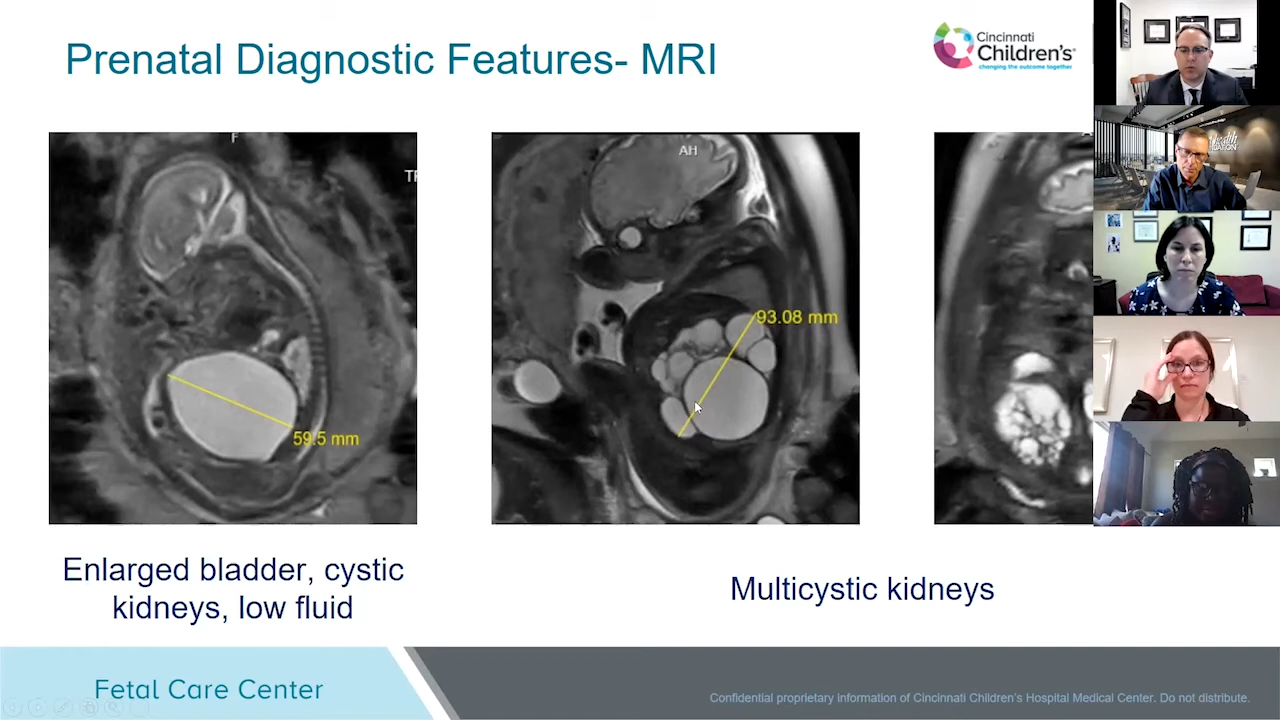 Prenatal Diagnostic Features- MRI
Cincinnati
Children's
changing the outcome together
F
AH
59.5 mm
93.08 mm
Enlarged bladder, cystic
kidneys, low fluid
Multicystic kidneys
Fetal Care Center
Confidential proprietary information of Cincinnati Children's Hospital Medical Center. Do not distribute.